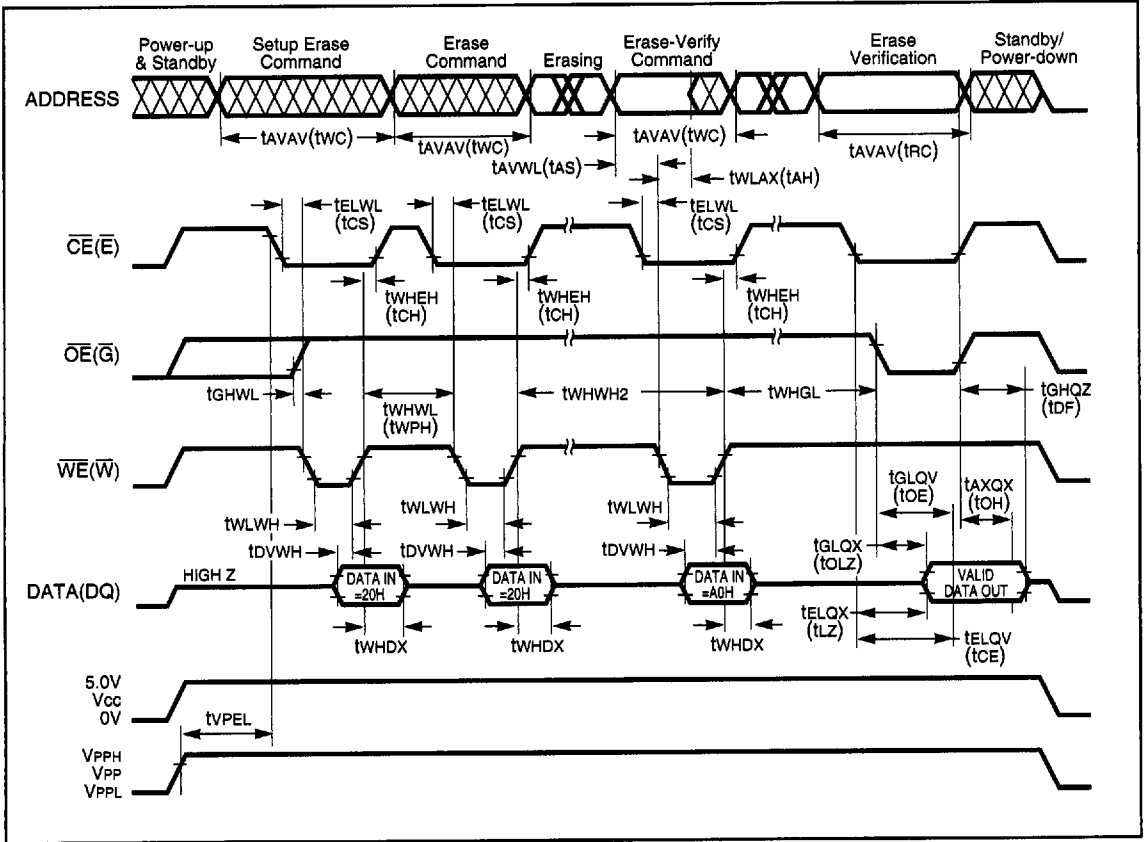 Power-up
& Standby
Setup Erase
Command
Erase
Command
Erasing
Erase-Verify
Command
Erase
Verification
Standby/
Power-down
ADDRESS
tAVAV(tWC)
tAVAV(tWC)
tAVAV(tWC)
tAVAV(tRC)
tAVWL(tAS)
tWLAX(tAH)
tELWL
(tCS)
tELWL
(tCS)
tELWL
(tCS)
CE(E)
tWHEH
(tCH)
tWHEH
(tCH)
tWHEH
(tCH)
OE(G)
tGHWL
tWHWL
(tWPH)
tWHWH2
tWHGL
tGHQZ
(tDF)
WE(W)
tGLQV
(tOE)
tAXQX
(tOH)
tWLWH
tWLWH
tWLWH
tDVWH
tDVWH
tDVWH
tGLQX
(tOLZ)
DATA(DQ)
HIGH Z
DATA IN
=20H
DATA IN
=20H
DATA IN
=A0H
VALID
DATA OUT
tWHDX
tWHDX
tWHDX
tELQX
(tLZ)
tELQV
(tCE)
5.0V
Vcc
0V
tVPEL
VPPH
VPP
VPPL